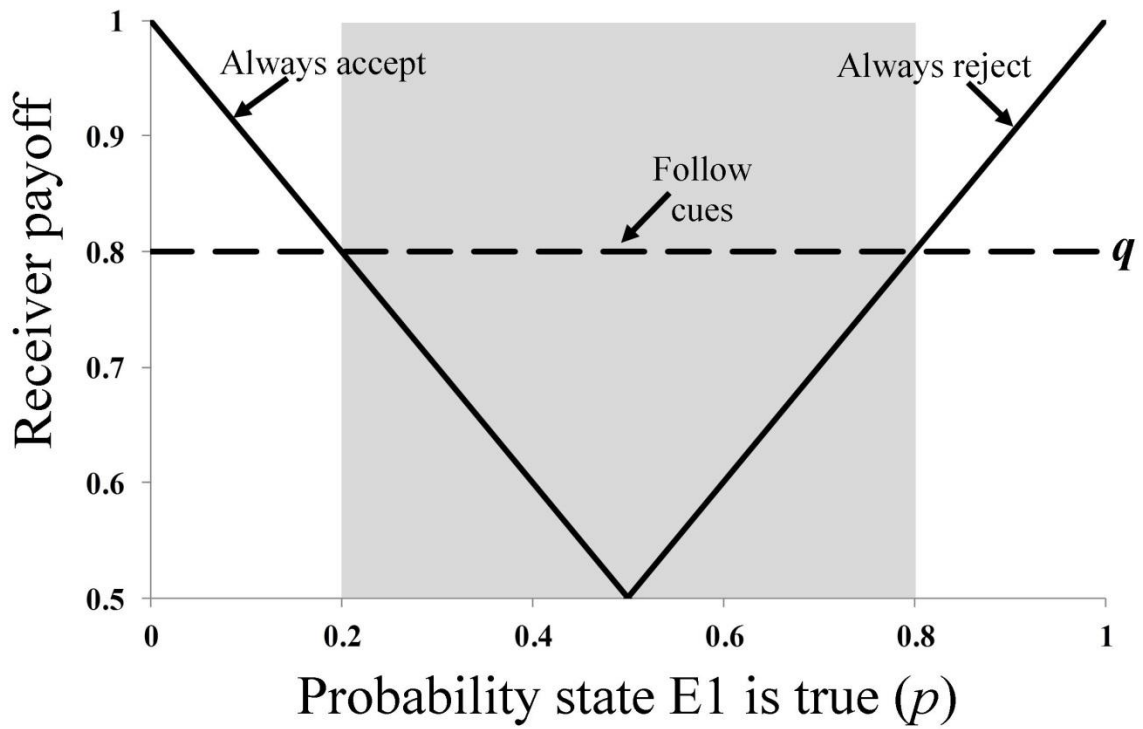 Receiver payoff
1
0.9
0.8
0.7
0.6
0.5
Always accept
Always reject
Follow
cues
q
0
0.2
0.4
0.6
0.8
1
Probability state E1 is true (p)